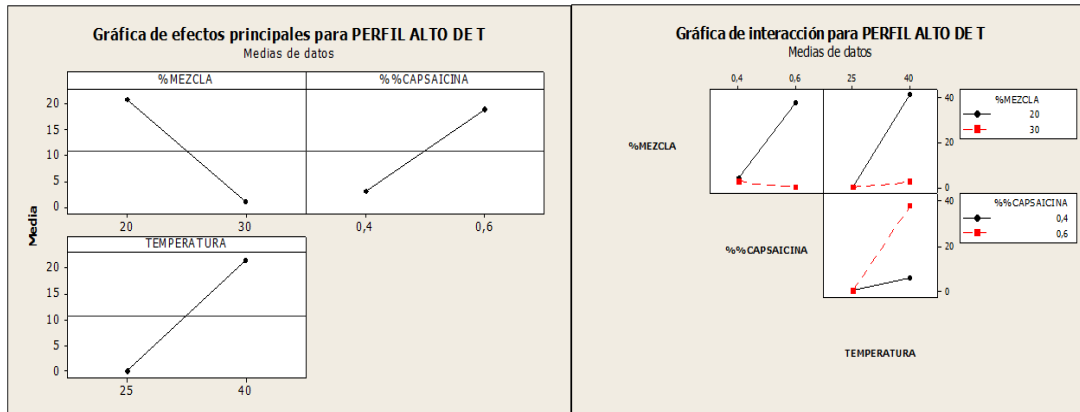 Gráfica de efectos principales para PERFIL ALTO DE T
Medias de datos
%MEZCLA
%%CAPSAICINA
20
15
10
5
0
20
30
0,4
0,6
Media
TEMPERATURA
20
15
10
5
0
25
40
Gráfica de interacción para PERFIL ALTO DE T
Medias de datos
0,4
0,6
25
40
%MEZCLA
40
20
0
%MEZCLA
20
30
%%CAPSAICINA
40
20
0
%%CAPSAICINA
0,4
0,6
TEMPERATURA